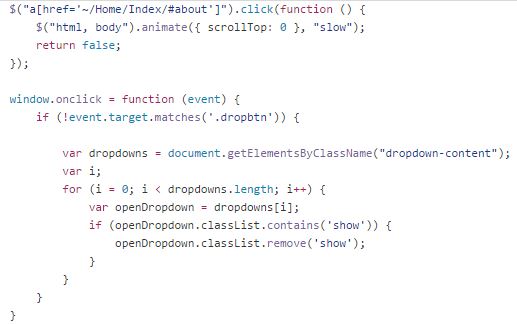 $("a[href='~/Home/Index/#about']").click(function () {
    $("html, body").animate({ scrollTop: 0 }, "slow");
    return false;
});

window.onclick = function (event) {
    if (!event.target.matches('.dropbtn')) {

        var dropdowns = document.getElementsByClassName("dropdown-content");
        var i;
        for (i = 0; i < dropdowns.length; i++) {
            var openDropdown = dropdowns[i];
            if (openDropdown.classList.contains('show')) {
                openDropdown.classList.remove('show');
            }
        }
    }
}